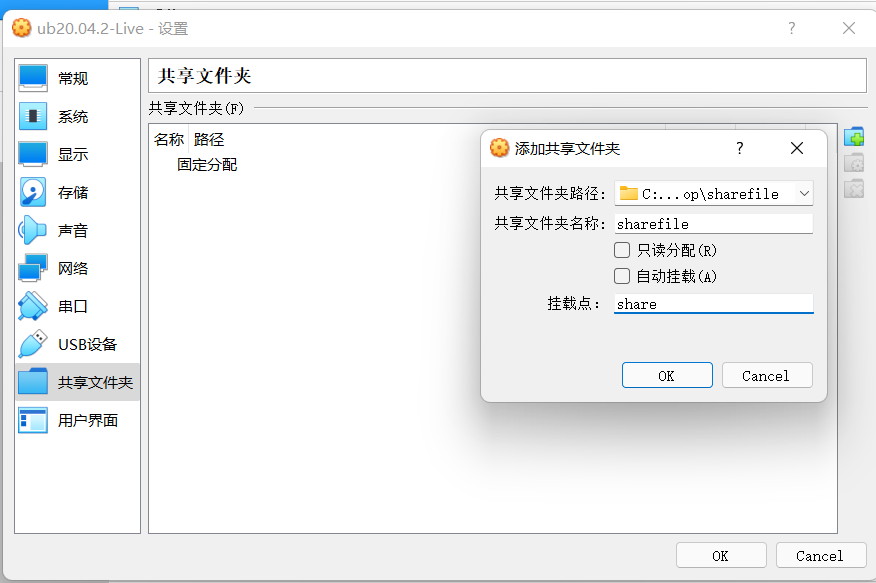 ub20.04.2-Live - 设置
常规
系统
显示
存储
声音
网络
串口
USB设备
共享文件夹
用户界面
共享文件夹
共享文件夹(F)
名称 路径
固定分配
添加共享文件夹
共享文件夹路径: C:...op\sharefile
共享文件夹名称: sharefile
只读分配(R)
自动挂载(A)
挂载点: share
OK Cancel
OK Cancel